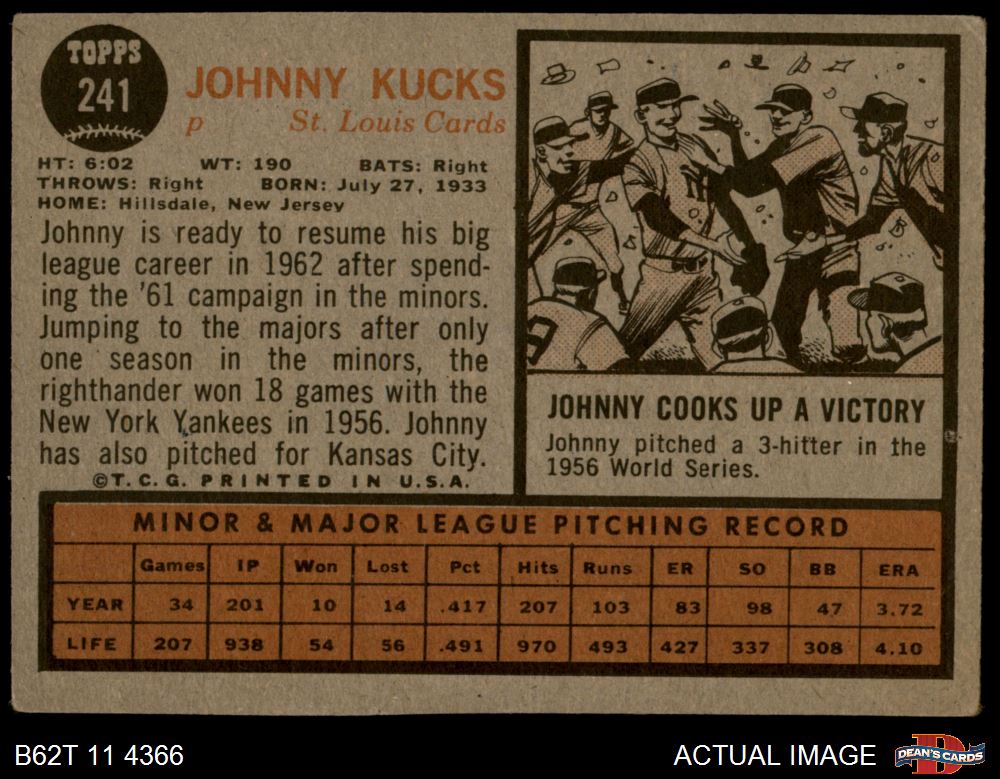 TOPPS
241
JOHNNY KUCKS
p St. Louis Cards
HT: 6:02 WT: 190 BATS: Right
THROWS: Right BORN: July 27, 1933
HOME: Hillsdale, New Jersey
Johnny is ready to resume his big
league career in 1962 after spend-
ing the '61 campaign in the minors.
Jumping to the majors after only
one season in the minors, the
righthander won 18 games with the
New York Yankees in 1956. Johnny
has also pitched for Kansas City.
©T.C.G. PRINTED IN U.S.A.
NY
JOHNNY COOKS UP A VICTORY
Johnny pitched a 3-hitter in the
1956 World Series.
MINOR & MAJOR LEAGUE PITCHING RECORD
Games IP Won Lost Pct Hits Runs ER SO BB ERA
YEAR 34 201 10 14 .417 207 103 83 98 47 3.72
LIFE 207 938 54 56 .491 970 493 427 337 308 4.10
B62T 11 4366 ACTUAL IMAGE DEAN'S CARDS